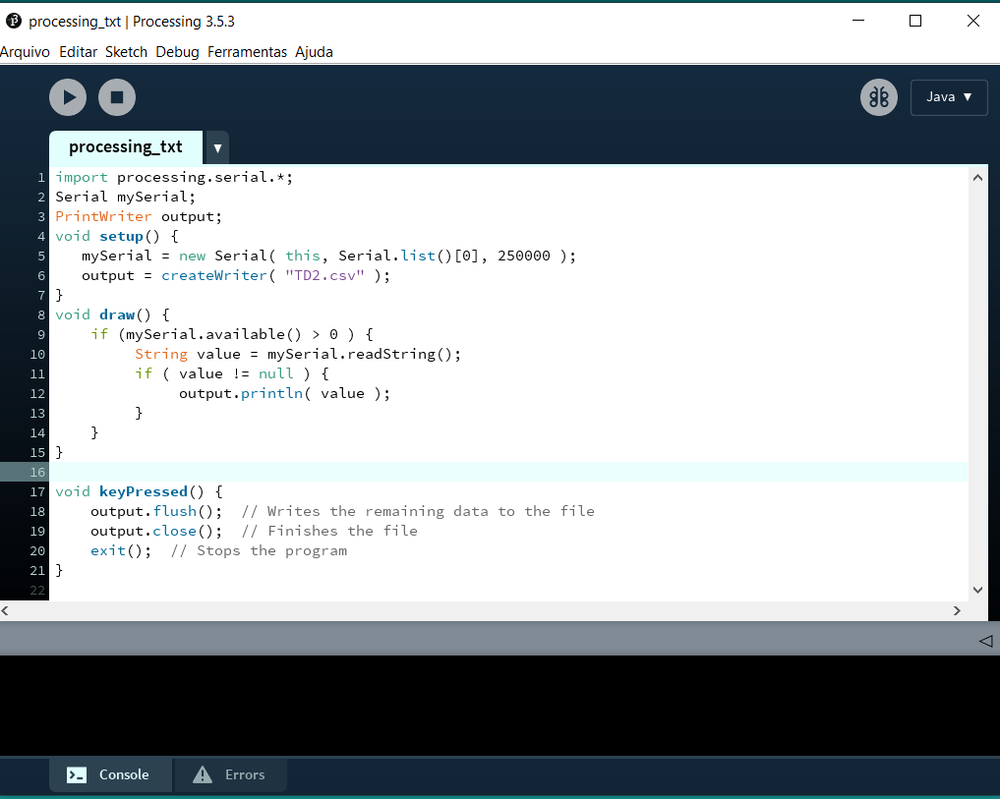 processing_txt | Processing 3.5.3
Arquivo Editar Sketch Debug Ferramentas Ajuda
Java ▼
processing_txt ▼
1 import processing.serial.*;
2 Serial mySerial;
3 PrintWriter output;
4 void setup() {
5    mySerial = new Serial( this, Serial.list()[0], 250000 );
6    output = createWriter( "TD2.csv" );
7 }
8 void draw() {
9     if (mySerial.available() > 0 ) {
10          String value = mySerial.readString();
11          if ( value != null ) {
12               output.println( value );
13          }
14     }
15 }
16
17 void keyPressed() {
18     output.flush();  // Writes the remaining data to the file
19     output.close();  // Finishes the file
20     exit();  // Stops the program
21 }
22
Console Errors